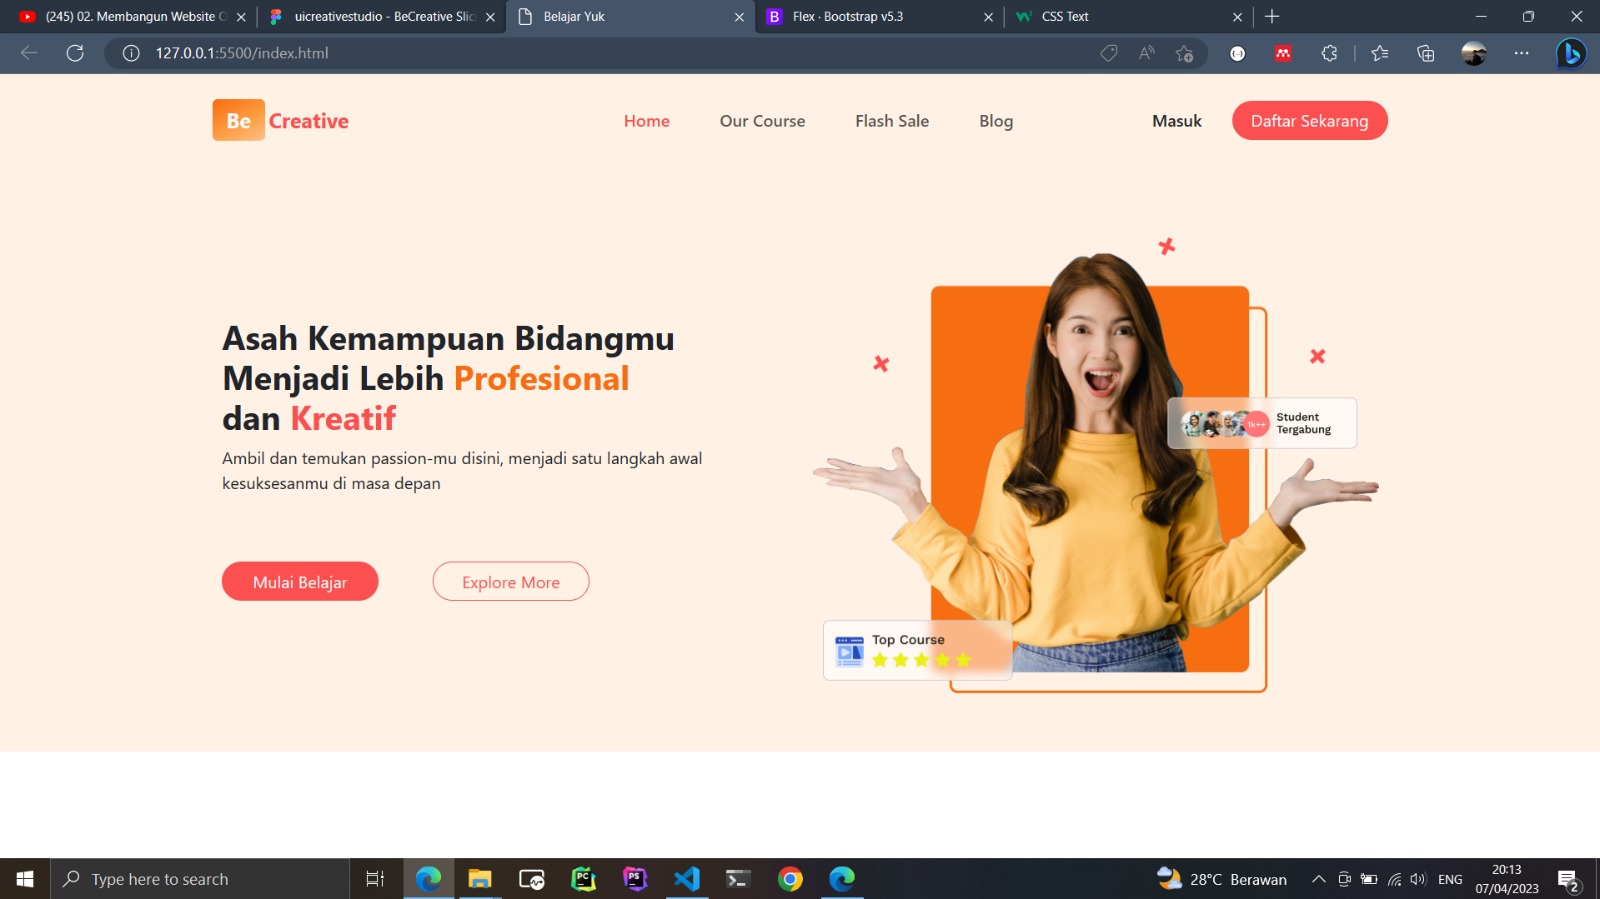 (245) 02. Membangun Website O
uicreativestudio - BeCreative Slic
Belajar Yuk
Flex · Bootstrap v5.3
CSS Text
127.0.0.1:5500/index.html
Be Creative
Home
Our Course
Flash Sale
Blog
Masuk
Daftar Sekarang
Asah Kemampuan Bidangmu
Menjadi Lebih Profesional
dan Kreatif
Ambil dan temukan passion-mu disini, menjadi satu langkah awal
kesuksesanmu di masa depan
Mulai Belajar
Explore More
1k++
Student
Tergabung
Top Course
Type here to search
28°C Berawan
ENG
20:13
07/04/2023
2